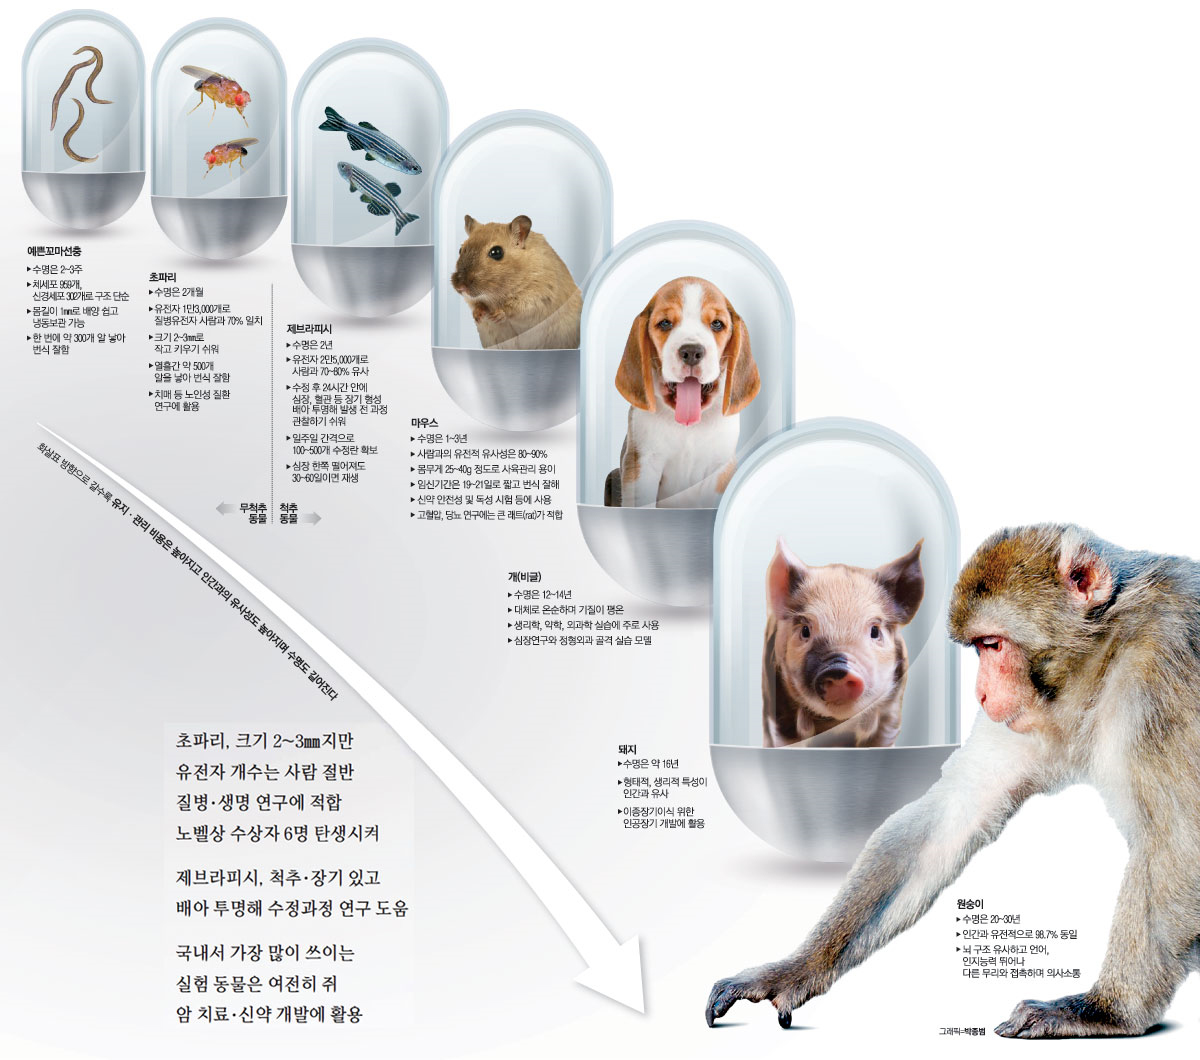 예쁜꼬마선충
▸수명은 2~3주
▸체세포 959개,
신경세포 302개로 구조 단순
▸몸길이 1㎜로 배양 쉽고
냉동보관 가능
▸한 번에 약 300개 알 낳아
번식 잘함
초파리
▸수명은 2개월
▸유전자 1만3,000개로
질병유전자 사람과 70% 일치
▸크기 2~3㎜로
작고 키우기 쉬워
▸열흘간 약 500개
알을 낳아 번식 잘함
▸치매 등 노인성 질환
연구에 활용
제브라피시
▸수명은 2년
▸유전자 2만5,000개로
사람과 70~80% 유사
▸수정 후 24시간 안에
심장, 혈관 등 장기 형성
배아 투명해 발생 전 과정
관찰하기 쉬워
▸일주일 간격으로
100~500개 수정란 확보
▸심장 한쪽 떨어져도
30~60일이면 재생
무척추
동물
척추
동물
마우스
▸수명은 1~3년
▸사람과의 유전적 유사성은 80~90%
▸몸무게 25~40g 정도로 사육관리 용이
▸임신기간은 19~21일로 짧고 번식 잘해
▸신약 안전성 및 독성 시험 등에 사용
▸고혈압, 당뇨 연구에는 큰 래트(rat)가 적합
개(비글)
▸수명은 12~14년
▸대체로 온순하며 기질이 평온
▸생리학, 약학, 외과학 실습에 주로 사용
▸심장연구와 정형외과 골격 실습 모델
돼지
▸수명은 약 16년
▸형태적, 생리적 특성이
인간과 유사
▸이종장기이식 위한
인공장기 개발에 활용
원숭이
▸수명은 20~30년
▸인간과 유전적으로 98.7% 동일
▸뇌 구조 유사하고 언어,
인지능력 뛰어나
다른 무리와 접촉하며 의사소통
화살표 방향으로 갈수록 유지·관리 비용은 높아지고 인간과의 유사성도 높아지며 수명도 길어진다
초파리, 크기 2~3㎜지만
유전자 개수는 사람 절반
질병·생명 연구에 적합
노벨상 수상자 6명 탄생시켜
제브라피시, 척추·장기 있고
배아 투명해 수정과정 연구 도움
국내서 가장 많이 쓰이는
실험 동물은 여전히 쥐
암 치료·신약 개발에 활용
그래픽=박종범